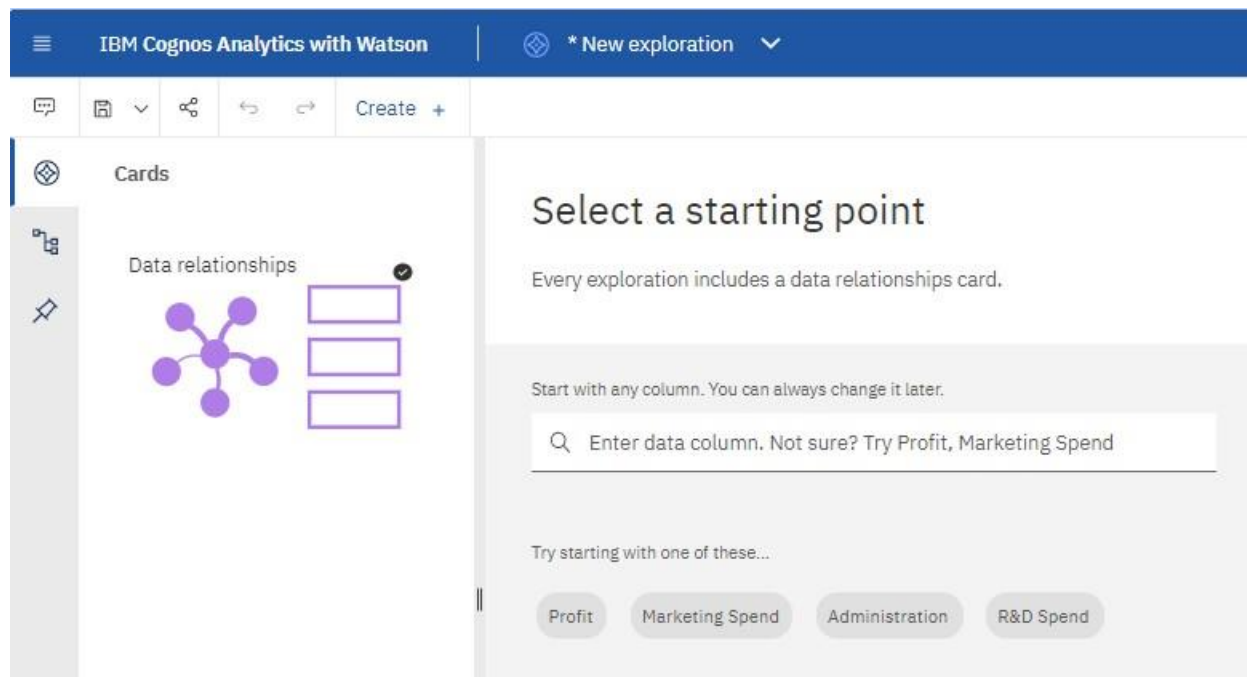 IBM Cognos Analytics with Watson
* New exploration
Create +
Cards
Data relationships
Select a starting point
Every exploration includes a data relationships card.
Start with any column. You can always change it later.
Enter data column. Not sure? Try Profit, Marketing Spend
Try starting with one of these...
Profit
Marketing Spend
Administration
R&D Spend